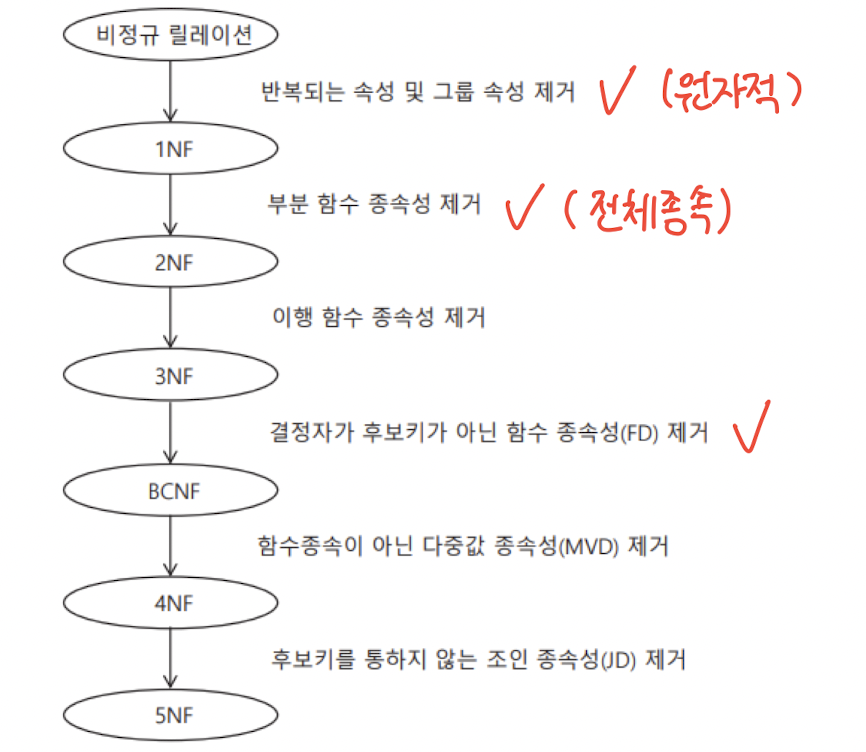 비정규 릴레이션
반복되는 속성 및 그룹 속성 제거 ✓ (원자적)
1NF
부분 함수 종속성 제거 ✓ (전체종속)
2NF
이행 함수 종속성 제거
3NF
결정자가 후보키가 아닌 함수 종속성(FD) 제거 ✓
BCNF
함수종속이 아닌 다중값 종속성(MVD) 제거
4NF
후보키를 통하지 않는 조인 종속성(JD) 제거
5NF